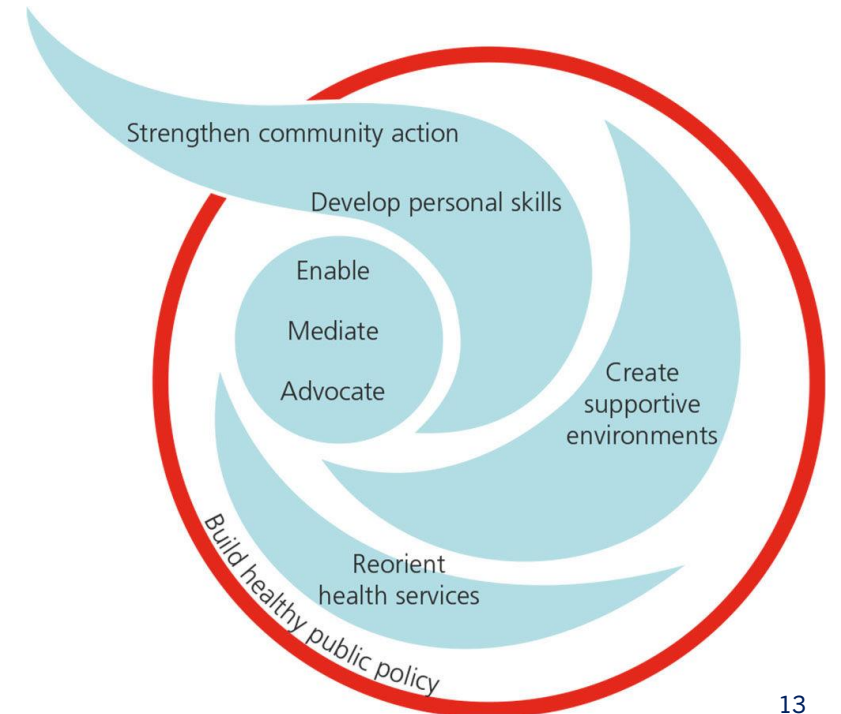 Strengthen community action
Develop personal skills
Enable
Mediate
Advocate
Create
supportive
environments
Reorient
health services
Build healthy public policy
13